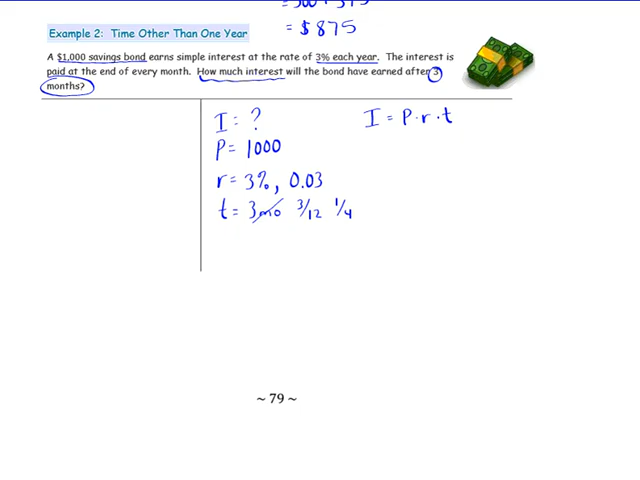 = $875
Example 2: Time Other Than One Year
A $1,000 savings bond earns simple interest at the rate of 3% each year. The interest is
paid at the end of every month. How much interest will the bond have earned after 3
months?
I = ? I = P · r · t
P = 1000
r = 3%, 0.03
t = 3mo 3/12 1/4
~ 79 ~